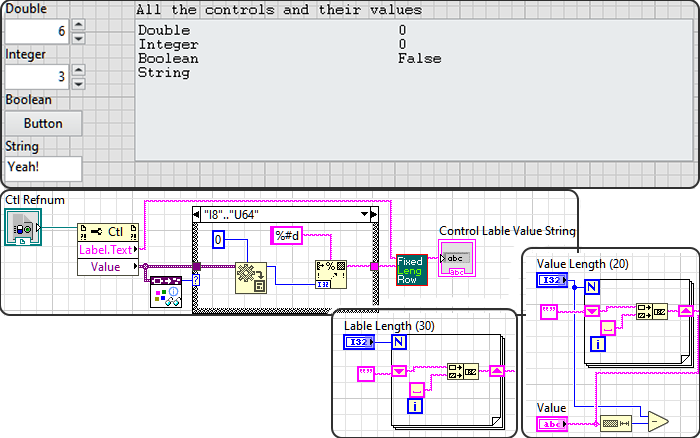 Double
6
Integer
3
Boolean
Button
String
Yeah!
All the controls and their values
Double 0
Integer 0
Boolean False
String
Ctl Refnum
Ctl
Label.Text
Value
"I8".."U64"
0
%#d
I32
?
Fixed
Leng
Row
Control Lable Value String
abc
abc
Lable Length (30)
I32
N
""
i
Value Length (20)
I32
N
""
i
Value
abc